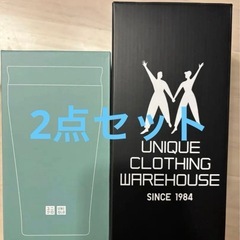 2点セット
UNIQUE
CLOTHING
WAREHOUSE
SINCE 1984